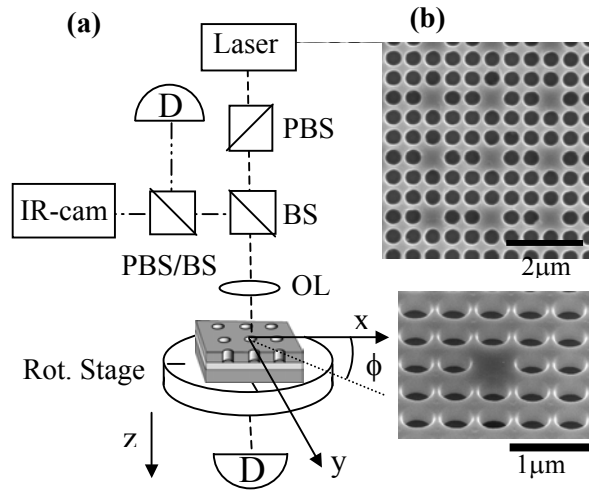 (a)
(b)
Laser
D
PBS
IR-cam
BS
PBS/BS
2μm
OL
x
Rot. Stage
ϕ
z
y
D
1μm